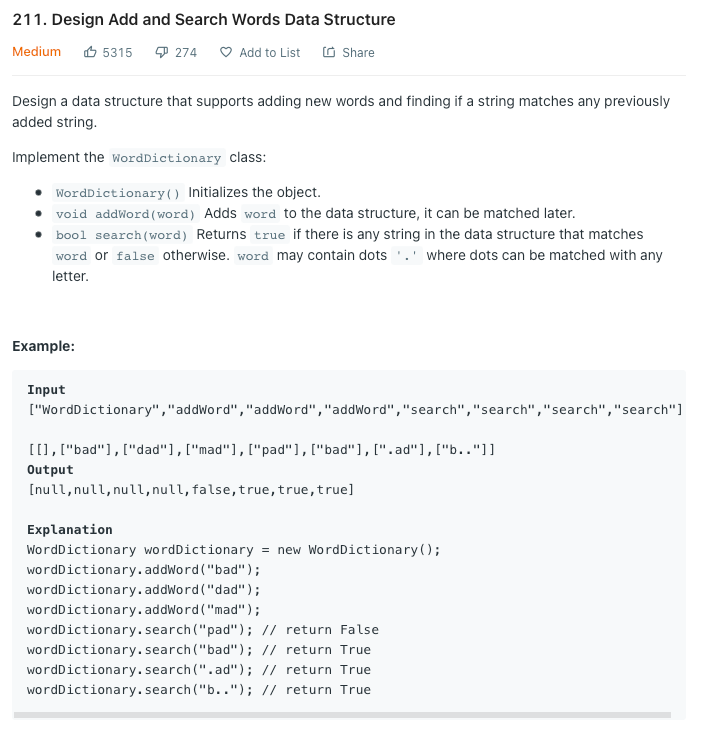 211. Design Add and Search Words Data Structure
Medium 5315 274 Add to List Share
Design a data structure that supports adding new words and finding if a string matches any previously
added string.
Implement the WordDictionary class:
● WordDictionary() Initializes the object.
● void addWord(word) Adds word to the data structure, it can be matched later.
● bool search(word) Returns true if there is any string in the data structure that matches
word or false otherwise. word may contain dots '.' where dots can be matched with any
letter.
Example:
Input
["WordDictionary","addWord","addWord","addWord","search","search","search","search"]
[[],["bad"],["dad"],["mad"],["pad"],["bad"],[".ad"],["b.."]]
Output
[null,null,null,null,false,true,true,true]
Explanation
WordDictionary wordDictionary = new WordDictionary();
wordDictionary.addWord("bad");
wordDictionary.addWord("dad");
wordDictionary.addWord("mad");
wordDictionary.search("pad"); // return False
wordDictionary.search("bad"); // return True
wordDictionary.search(".ad"); // return True
wordDictionary.search("b.."); // return True